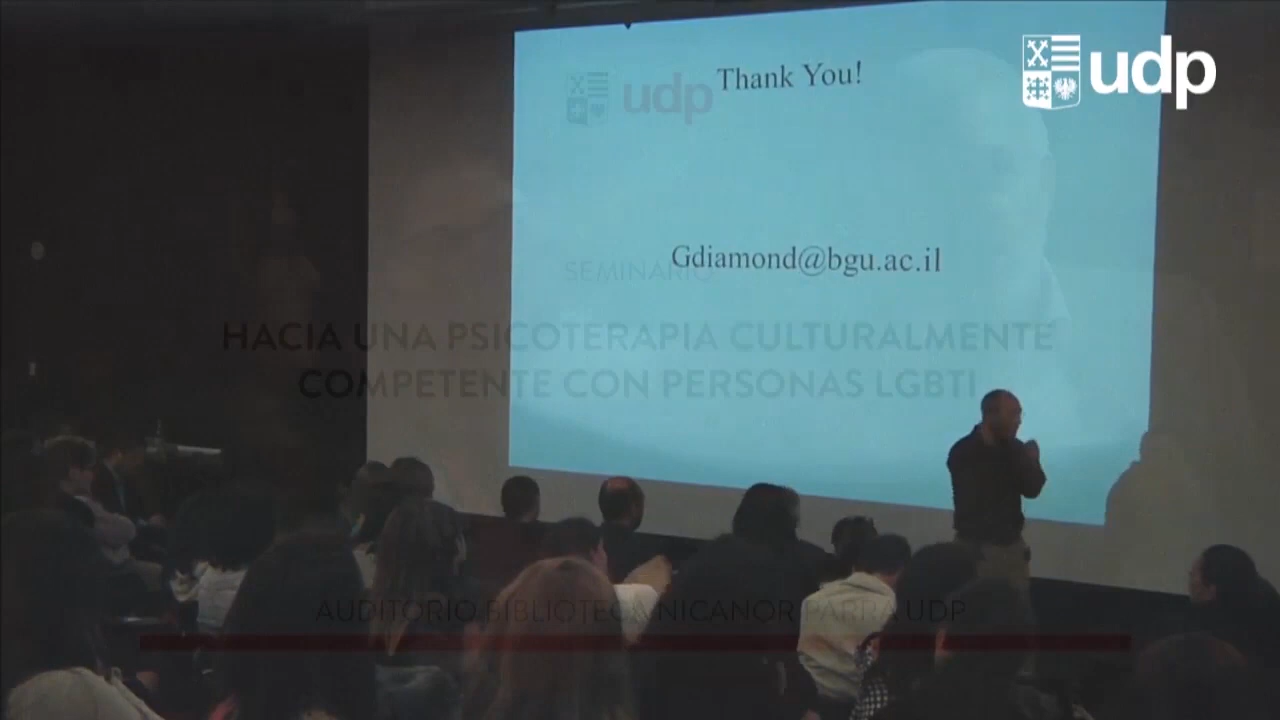 udp
Thank You!
udp
SEMINARIO
Gdiamond@bgu.ac.il
HACIA UNA PSICOTERAPIA CULTURALMENTE
COMPETENTE CON PERSONAS LGBTI
AUDITORIO BIBLIOTECA NICANOR PARRA UDP